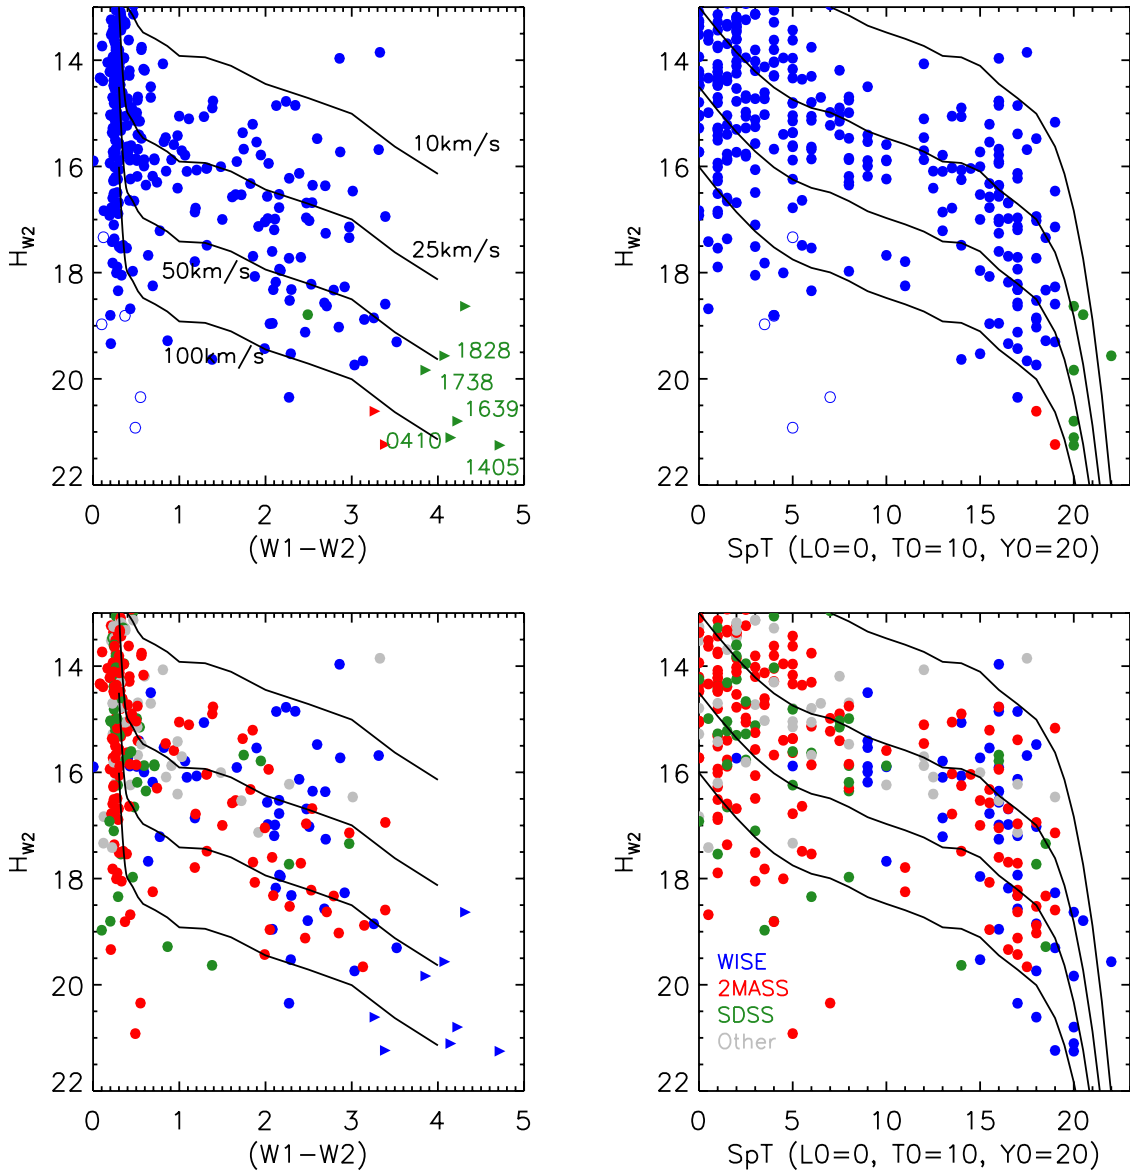 14
16
18
20
22
H_W2
10km/s
25km/s
50km/s
100km/s
1828
1738
1639
0410
1405
0 1 2 3 4 5
(W1−W2)
14
16
18
20
22
H_W2
0 5 10 15 20
SpT (L0=0, T0=10, Y0=20)
14
16
18
20
22
H_W2
0 1 2 3 4 5
(W1−W2)
14
16
18
20
22
H_W2
WISE
2MASS
SDSS
Other
0 5 10 15 20
SpT (L0=0, T0=10, Y0=20)